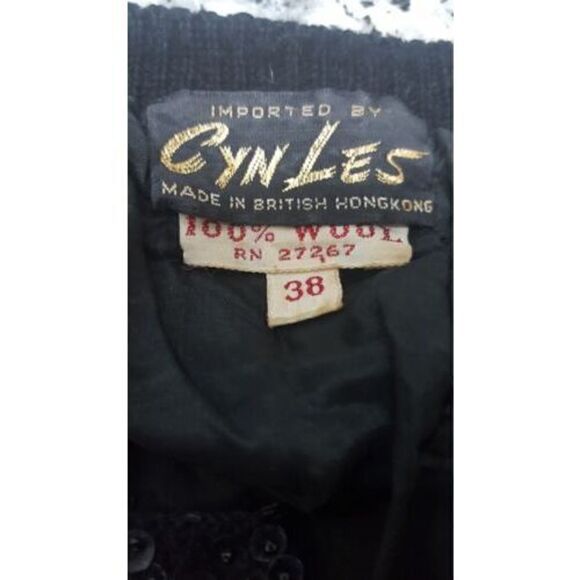 IMPORTED BY
CYN LES
MADE IN BRITISH HONGKONG
100% WOOL
RN 27267
38